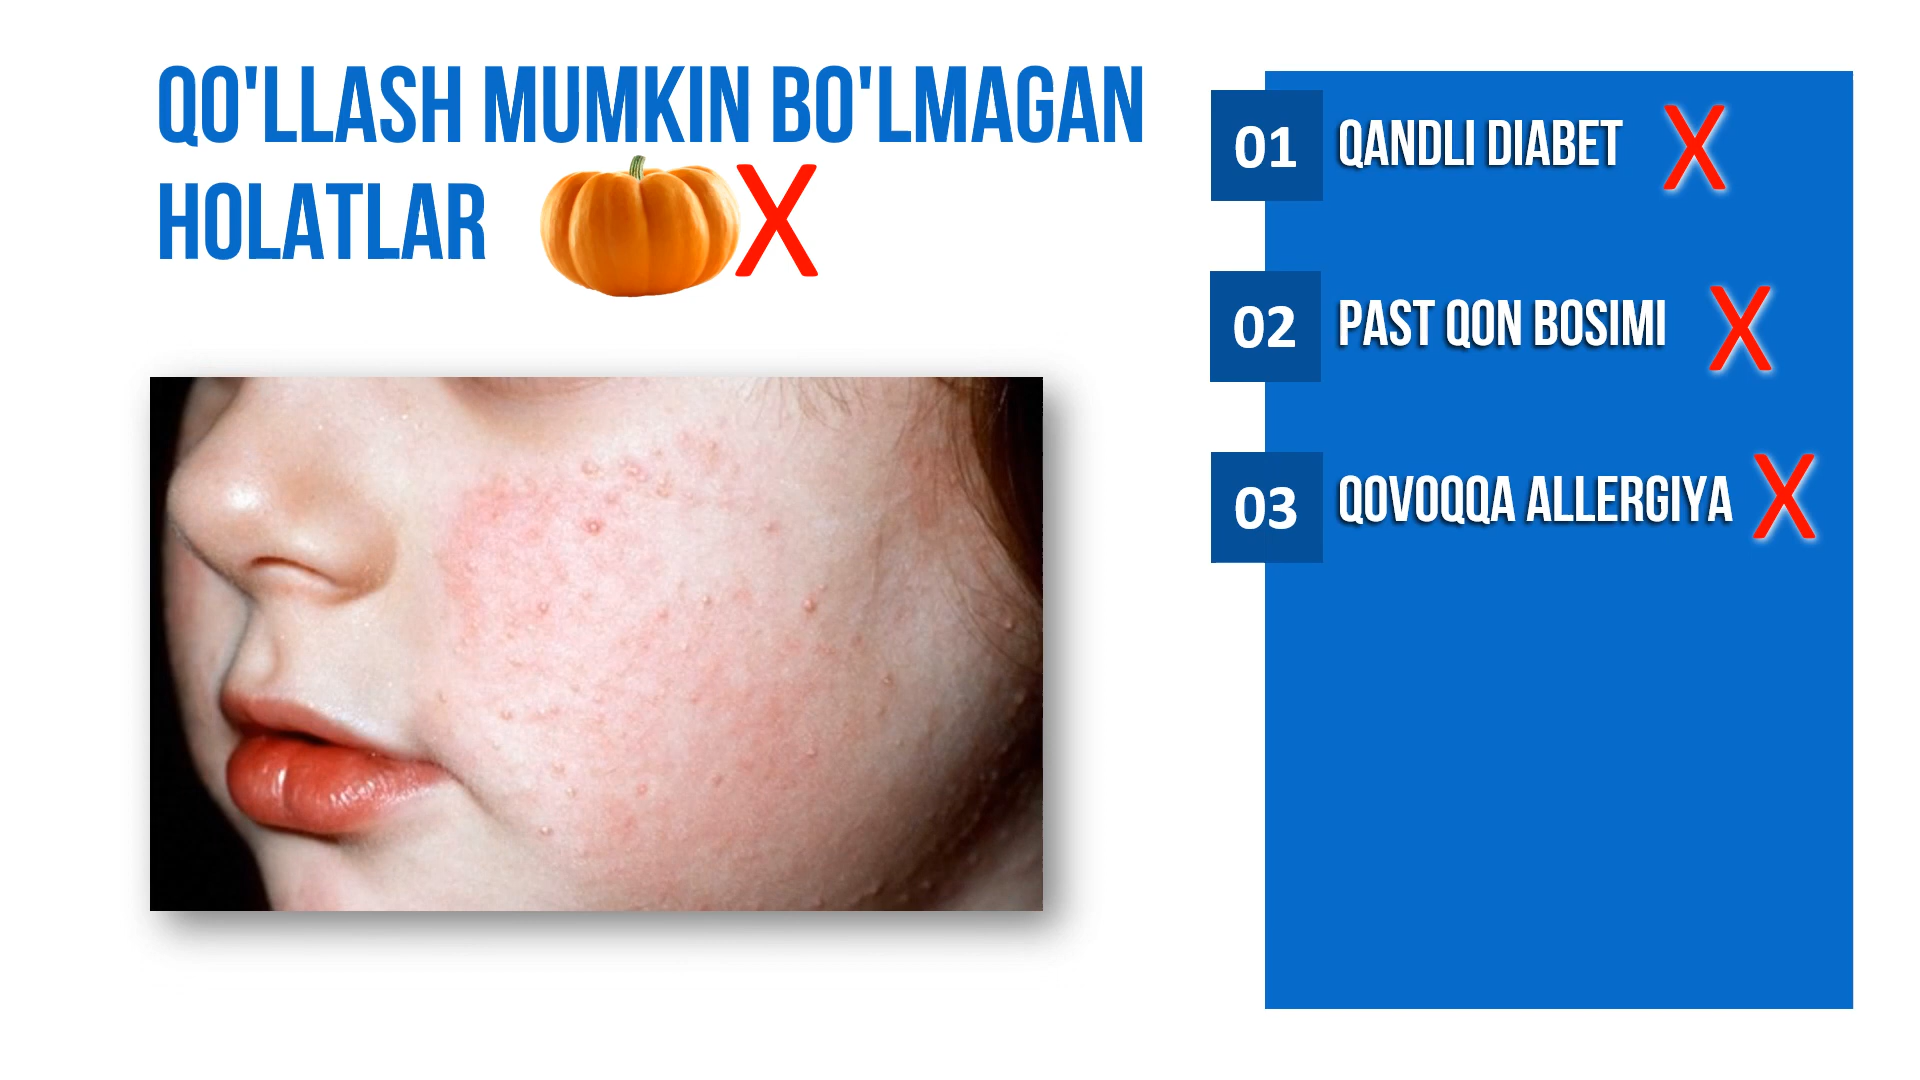 QO'LLASH MUMKIN BO'LMAGAN
HOLATLAR X
01 QANDLI DIABET X
02 PAST QON BOSIMI X
03 QOVOQQA ALLERGIYA X